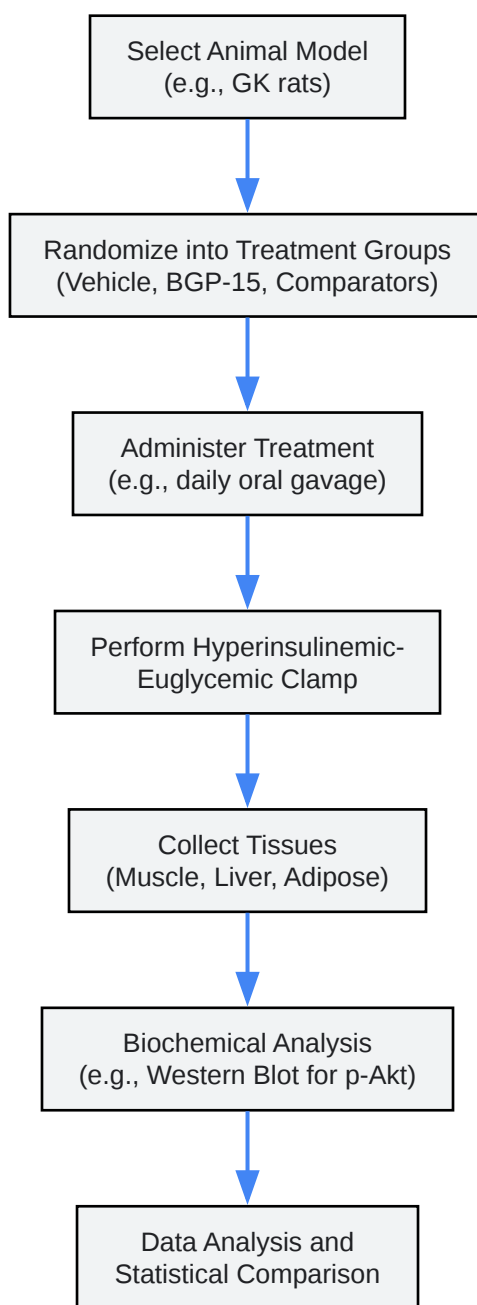 Select Animal Model
(e.g., GK rats)
Randomize into Treatment Groups
(Vehicle, BGP-15, Comparators)
Administer Treatment
(e.g., daily oral gavage)
Perform Hyperinsulinemic-
Euglycemic Clamp
Collect Tissues
(Muscle, Liver, Adipose)
Biochemical Analysis
(e.g., Western Blot for p-Akt)
Data Analysis and
Statistical Comparison